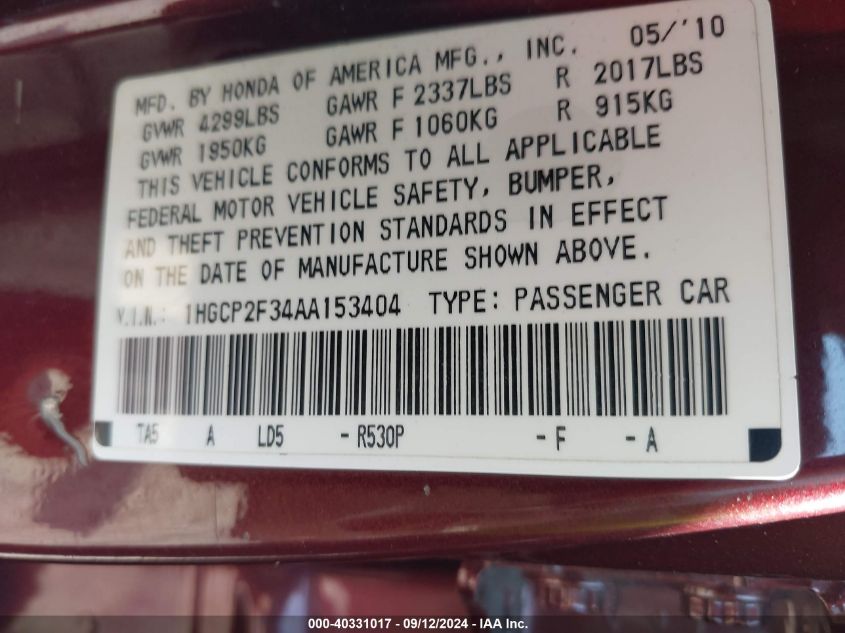 MFD. BY HONDA OF AMERICA MFG., INC. 05/'10
GVWR 4299LBS GAWR F 2337LBS R 2017LBS
GVWR 1950KG GAWR F 1060KG R 915KG
THIS VEHICLE CONFORMS TO ALL APPLICABLE
FEDERAL MOTOR VEHICLE SAFETY, BUMPER,
AND THEFT PREVENTION STANDARDS IN EFFECT
ON THE DATE OF MANUFACTURE SHOWN ABOVE.
V.I.N.: 1HGCP2F34AA153404 TYPE: PASSENGER CAR
TA5 A LD5 -R530P -F -A
000-40331017 - 09/12/2024 - IAA Inc.